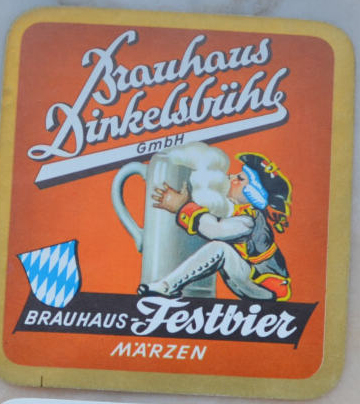 Brauhaus
Dinkelsbühl
GmbH
BRAUHAUS-Festbier
MÄRZEN